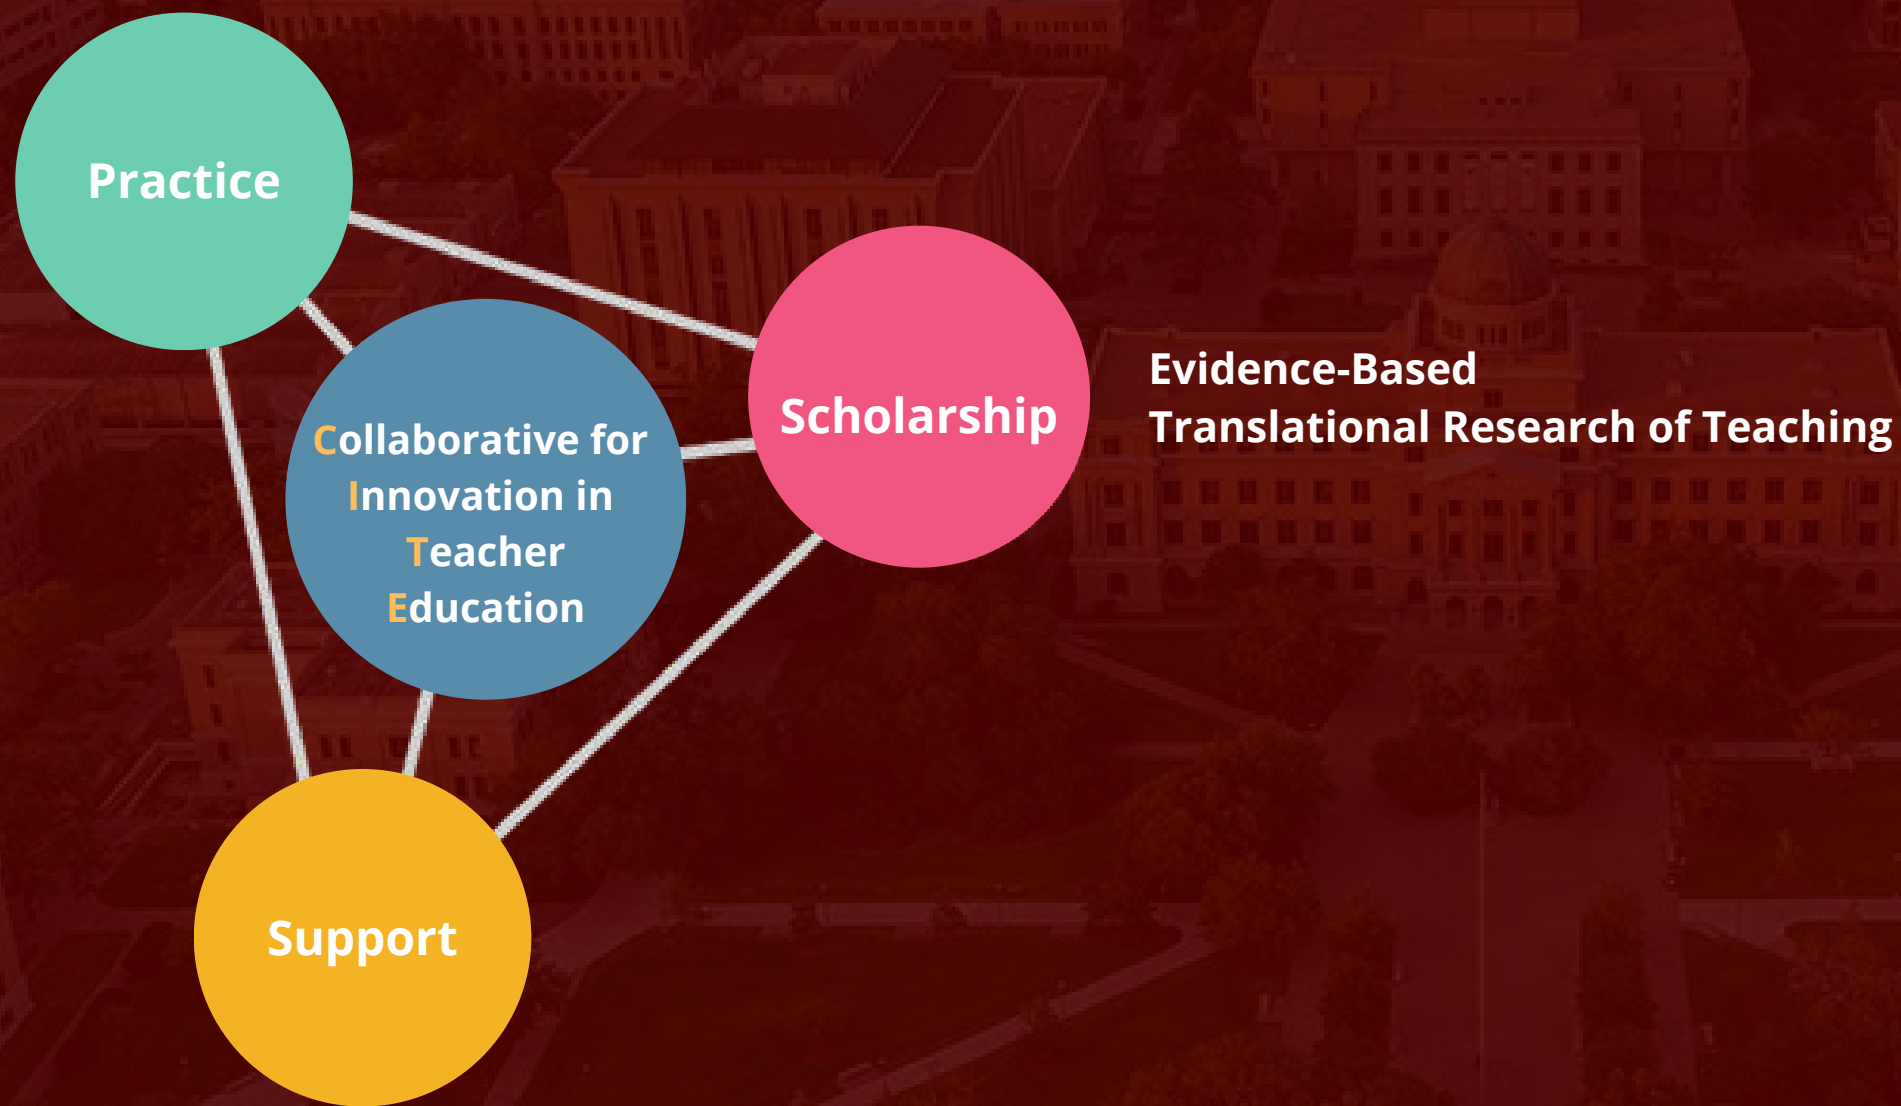 Practice
Scholarship
Evidence-Based
Translational Research of Teaching
Collaborative for
Innovation in
Teacher
Education
Support